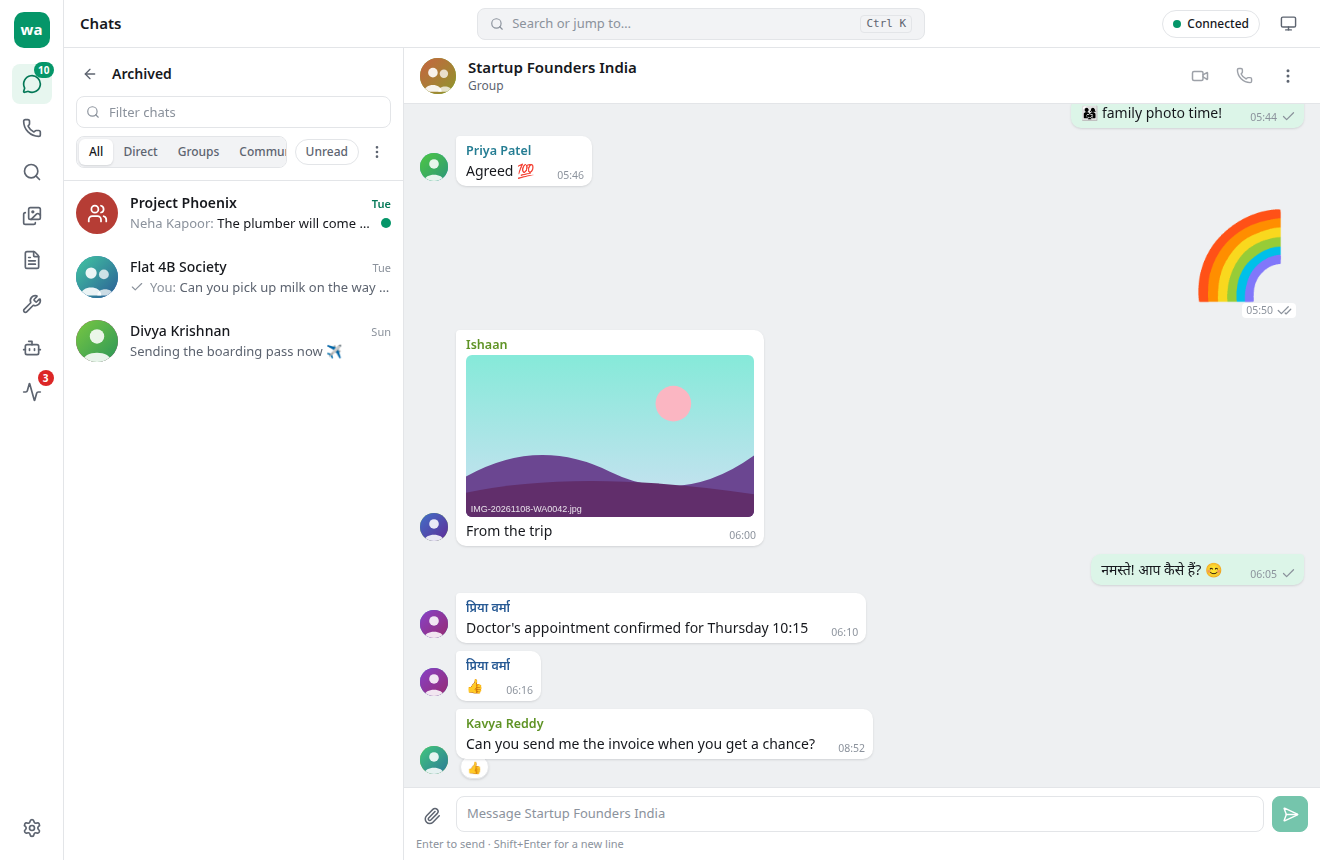 wa
Chats
Search or jump to...
Ctrl K
Connected
10
3
Archived
Filter chats
All
Direct
Groups
Commu
Unread
Project Phoenix
Tue
Neha Kapoor: The plumber will come ...
Flat 4B Society
Tue
You: Can you pick up milk on the way ...
Divya Krishnan
Sun
Sending the boarding pass now ✈️
Startup Founders India
Group
👨‍👩‍👧‍👦 family photo time!
05:44
Priya Patel
Agreed 💯
05:46
05:50
Ishaan
IMG-20261108-WA0042.jpg
From the trip
06:00
नमस्ते! आप कैसे हैं? 😊
06:05
प्रिया वर्मा
Doctor's appointment confirmed for Thursday 10:15
06:10
प्रिया वर्मा
👍
06:16
Kavya Reddy
Can you send me the invoice when you get a chance?
08:52
👍
Message Startup Founders India
Enter to send · Shift+Enter for a new line